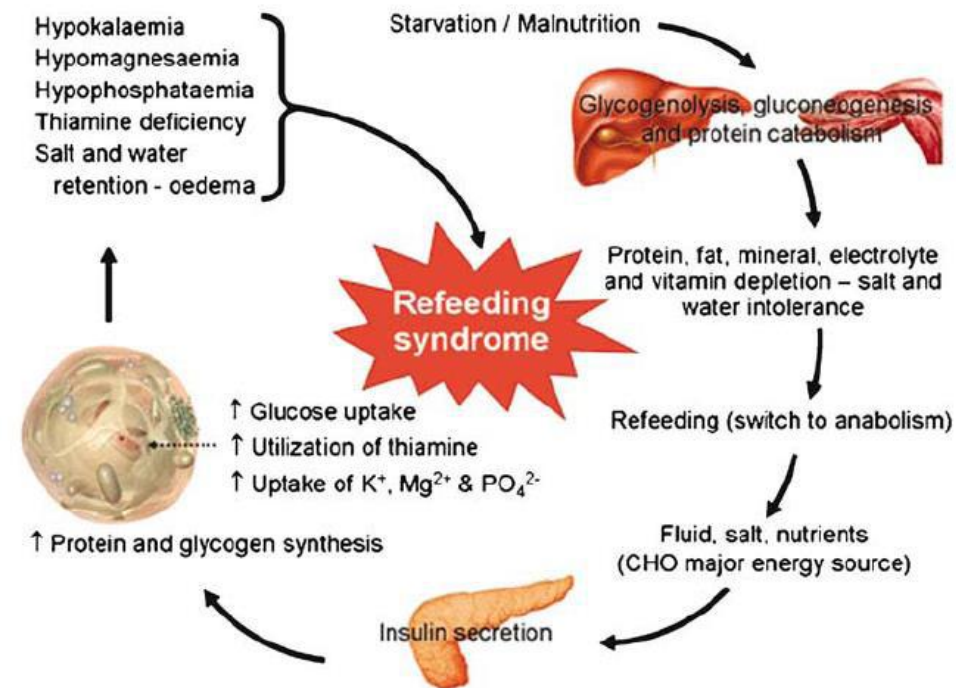 Starvation / Malnutrition
Glycogenolysis, gluconeogenesis
and protein catabolism
Protein, fat, mineral, electrolyte
and vitamin depletion – salt and
water intolerance
Refeeding (switch to anabolism)
Fluid, salt, nutrients
(CHO major energy source)
Insulin secretion
↑ Protein and glycogen synthesis
↑ Glucose uptake
↑ Utilization of thiamine
↑ Uptake of K⁺, Mg²⁺ & PO₄²⁻
Hypokalaemia
Hypomagnesaemia
Hypophosphataemia
Thiamine deficiency
Salt and water
retention - oedema
Refeeding
syndrome